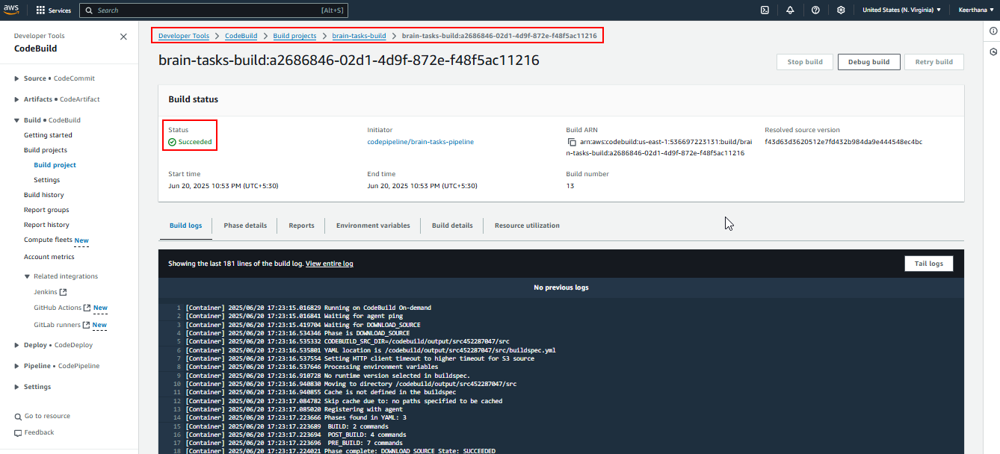 aws
Services
Search
[Alt+S]
United States (N. Virginia) ▼
Keerthana ▼
Developer Tools
CodeBuild
Source • CodeCommit
Artifacts • CodeArtifact
Build • CodeBuild
Getting started
Build projects
Build project
Settings
Build history
Report groups
Report history
Compute fleets New
Account metrics
Related integrations
Jenkins
GitHub Actions New
GitLab runners New
Deploy • CodeDeploy
Pipeline • CodePipeline
Settings
Go to resource
Feedback
Developer Tools > CodeBuild > Build projects > brain-tasks-build > brain-tasks-build:a2686846-02d1-4d9f-872e-f48f5ac11216
brain-tasks-build:a2686846-02d1-4d9f-872e-f48f5ac11216
Stop build
Debug build
Retry build
Build status
Status
Succeeded
Initiator
codepipeline/brain-tasks-pipeline
Build ARN
arn:aws:codebuild:us-east-1:536697223131:build/brai
n-tasks-build:a2686846-02d1-4d9f-872e-f48f5ac11216
Resolved source version
f43d63d3620512e7fd432b984da9e444548ec4bc
Start time
Jun 20, 2025 10:53 PM (UTC+5:30)
End time
Jun 20, 2025 10:53 PM (UTC+5:30)
Build number
13
Build logs
Phase details
Reports
Environment variables
Build details
Resource utilization
Showing the last 181 lines of the build log. View entire log
Tail logs
No previous logs
1 [Container] 2025/06/20 17:23:15.016829 Running on CodeBuild On-demand
2 [Container] 2025/06/20 17:23:15.016841 Waiting for agent ping
3 [Container] 2025/06/20 17:23:15.419704 Waiting for DOWNLOAD_SOURCE
4 [Container] 2025/06/20 17:23:16.534346 Phase is DOWNLOAD_SOURCE
5 [Container] 2025/06/20 17:23:16.535332 CODEBUILD_SRC_DIR=/codebuild/output/src452287047/src
6 [Container] 2025/06/20 17:23:16.535801 YAML location is /codebuild/output/src452287047/src/buildspec.yml
7 [Container] 2025/06/20 17:23:16.537554 Setting HTTP client timeout to higher timeout for S3 source
8 [Container] 2025/06/20 17:23:16.537646 Processing environment variables
9 [Container] 2025/06/20 17:23:16.910728 No runtime version selected in buildspec.
10 [Container] 2025/06/20 17:23:16.940830 Moving to directory /codebuild/output/src452287047/src
11 [Container] 2025/06/20 17:23:16.940855 Cache is not defined in the buildspec
12 [Container] 2025/06/20 17:23:17.084782 Skip cache due to: no paths specified to be cached
13 [Container] 2025/06/20 17:23:17.085020 Registering with agent
14 [Container] 2025/06/20 17:23:17.223666 Phases found in YAML: 3
15 [Container] 2025/06/20 17:23:17.223689 BUILD: 2 commands
16 [Container] 2025/06/20 17:23:17.223694 POST_BUILD: 4 commands
17 [Container] 2025/06/20 17:23:17.223696 PRE_BUILD: 7 commands
18 [Container] 2025/06/20 17:23:17.224021 Phase complete: DOWNLOAD_SOURCE State: SUCCEEDED